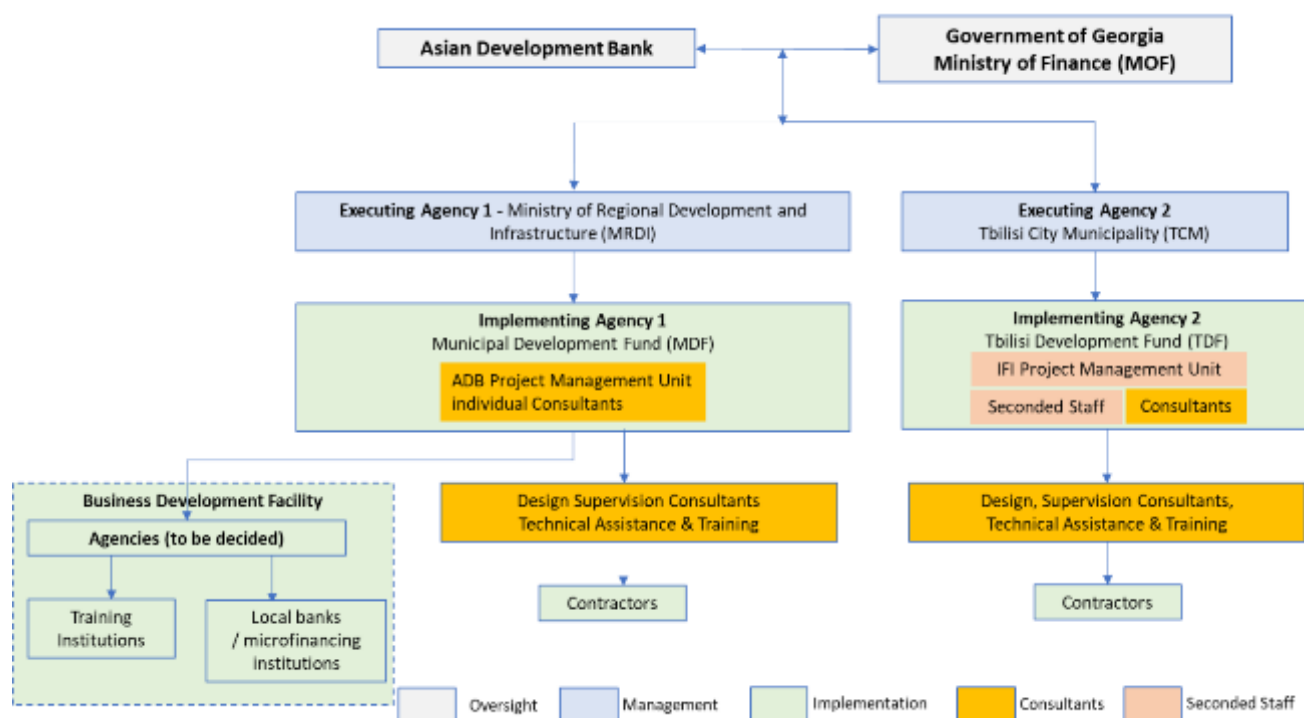 Asian Development Bank
Government of Georgia
Ministry of Finance (MOF)
Executing Agency 1 - Ministry of Regional Development and
Infrastructure (MRDI)
Executing Agency 2
Tbilisi City Municipality (TCM)
Implementing Agency 1
Municipal Development Fund (MDF)
ADB Project Management Unit
individual Consultants
Implementing Agency 2
Tbilisi Development Fund (TDF)
IFI Project Management Unit
Seconded Staff
Consultants
Business Development Facility
Agencies (to be decided)
Training
Institutions
Local banks
/ microfinancing
institutions
Design Supervision Consultants
Technical Assistance & Training
Contractors
Design, Supervision Consultants,
Technical Assistance & Training
Contractors
Oversight
Management
Implementation
Consultants
Seconded Staff